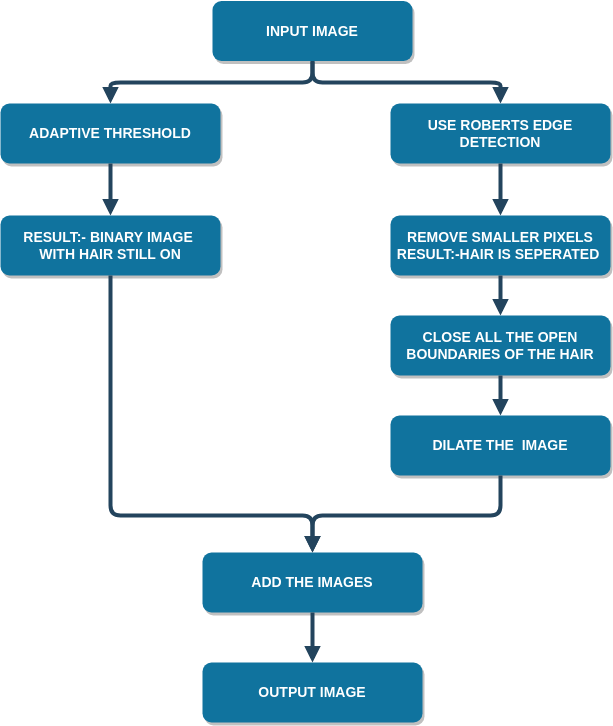 INPUT IMAGE
ADAPTIVE THRESHOLD
USE ROBERTS EDGE
DETECTION
RESULT:- BINARY IMAGE
WITH HAIR STILL ON
REMOVE SMALLER PIXELS
RESULT:-HAIR IS SEPERATED
CLOSE ALL THE OPEN
BOUNDARIES OF THE HAIR
DILATE THE  IMAGE
ADD THE IMAGES
OUTPUT IMAGE